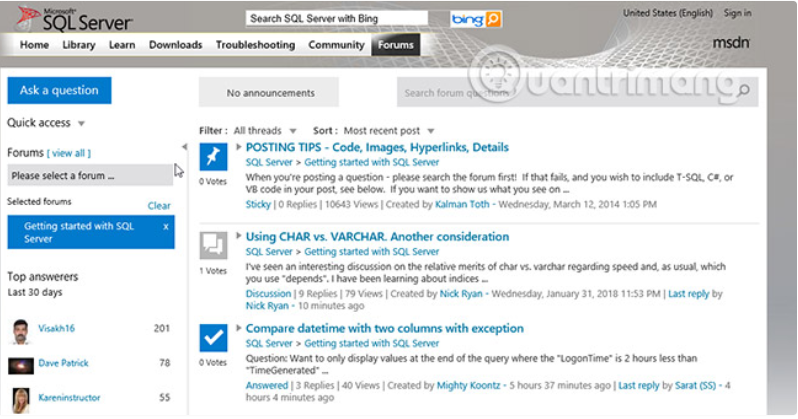 Microsoft®
SQL Server
Search SQL Server with Bing
bing
United States (English) Sign in
Home Library Learn Downloads Troubleshooting Community Forums
msdn
Quantrimang
Ask a question
No announcements
Search forum questions
Quick access
Filter : All threads Sort : Most recent post
Forums [ view all ]
Please select a forum ...
Selected forums
Clear
Getting started with SQL
Server
x
Top answerers
Last 30 days
Visakh16 201
Dave Patrick 78
Kareninstructor 55
0 Votes
POSTING TIPS - Code, Images, Hyperlinks, Details
SQL Server > Getting started with SQL Server
When you're posting a question - please search the forum first! If that fails, and you wish to include T-SQL, C#, or
VB code in your post, see below. If you want to show us what you see on ...
Sticky | 0 Replies | 10643 Views | Created by Kalman Toth - Wednesday, March 12, 2014 1:05 PM
1 Votes
Using CHAR vs. VARCHAR. Another consideration
SQL Server > Getting started with SQL Server
I've seen an interesting discussion on the relative merits of char vs. varchar regarding speed and, as usual, which
you use "depends". I have been learning about indices ...
Discussion | 9 Replies | 79 Views | Created by Nick Ryan - Wednesday, January 31, 2018 11:53 PM | Last reply by
Nick Ryan - 10 minutes ago
0 Votes
Compare datetime with two columns with exception
SQL Server > Getting started with SQL Server
Question: Want to only display values at the end of the query where the "LogonTime" is 2 hours less than
"TimeGenerated" ...
Answered | 3 Replies | 40 Views | Created by Mighty Koontz - 5 hours 37 minutes ago | Last reply by Sarat (SS) - 4
hours 4 minutes ago